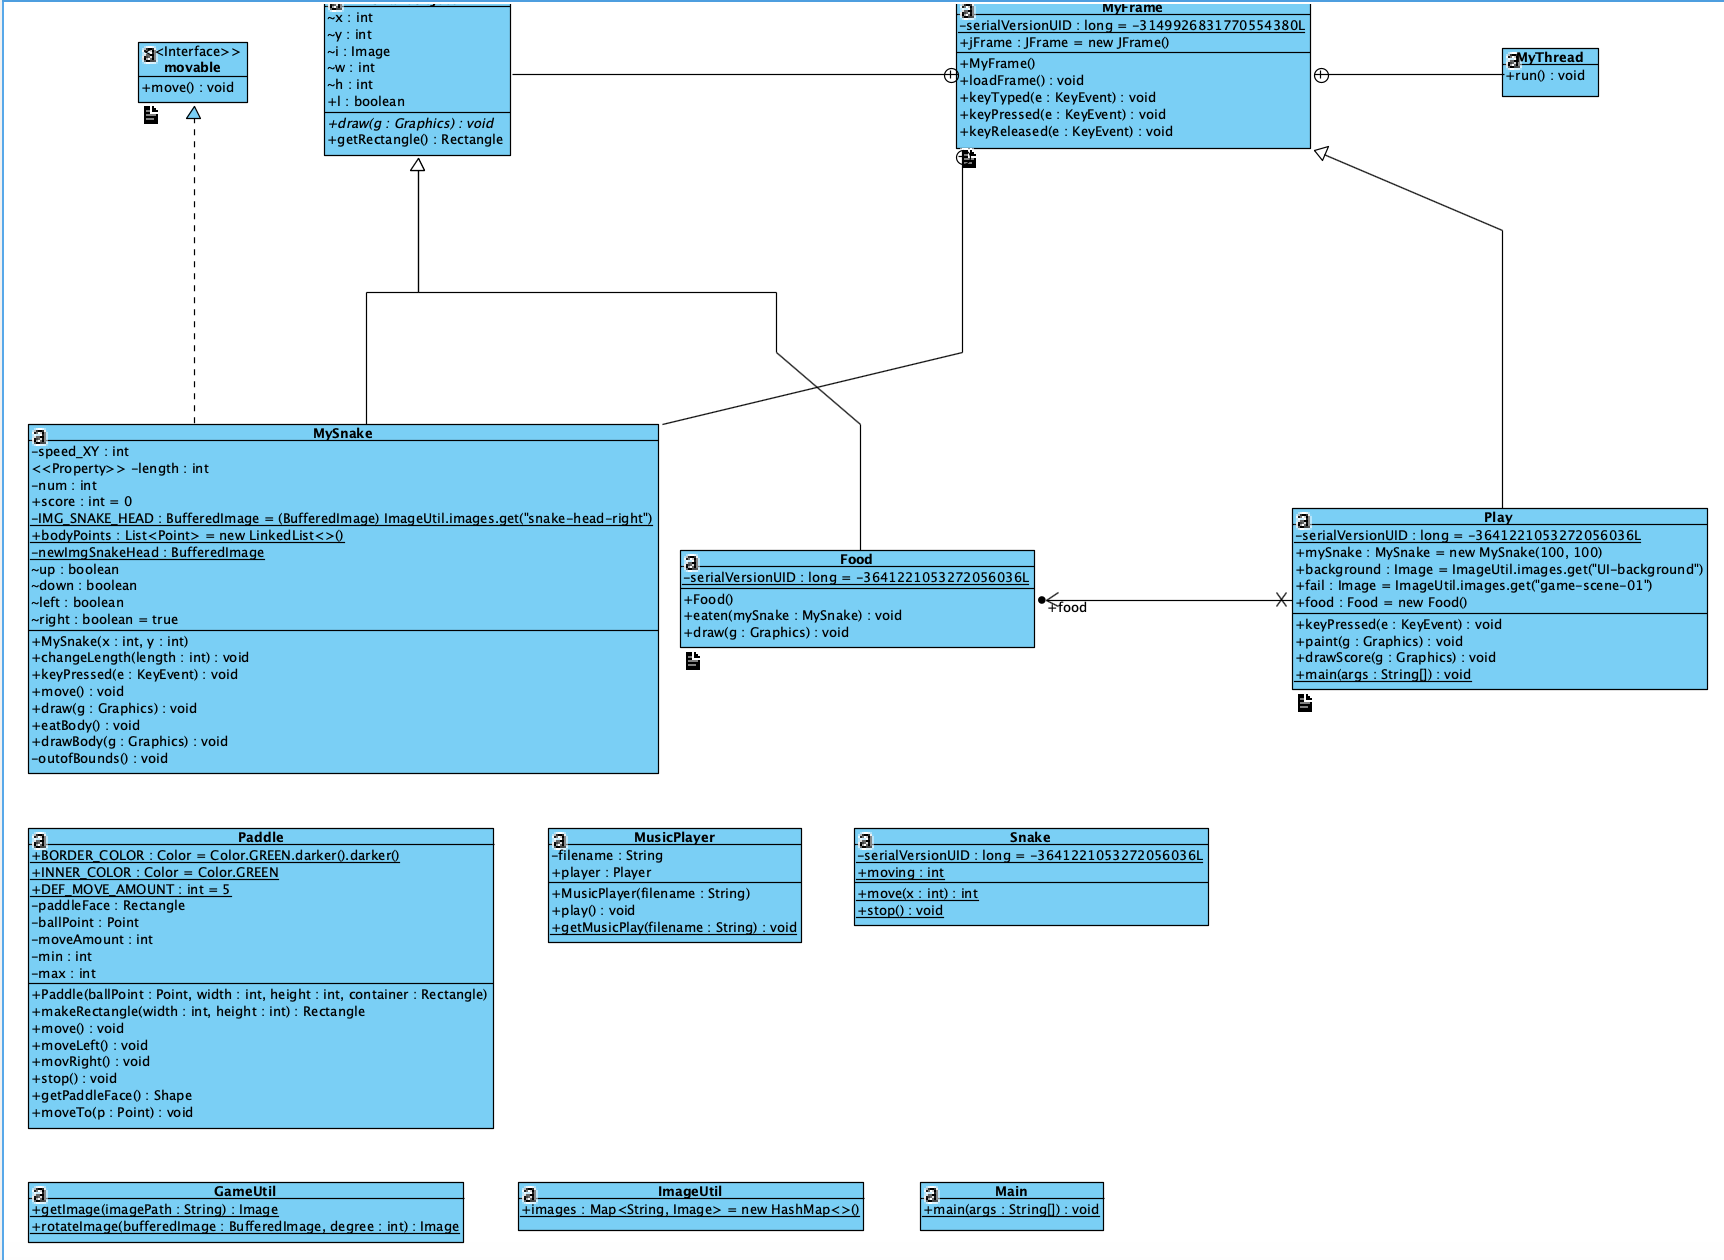 <Interface>>
movable
+move() : void
~x : int
~y : int
~i : Image
~w : int
~h : int
+l : boolean
+draw(g : Graphics) : void
+getRectangle() : Rectangle
MyFrame
-serialVersionUID : long = -3149926831770554380L
+jFrame : JFrame = new JFrame()
+MyFrame()
+loadFrame() : void
+keyTyped(e : KeyEvent) : void
+keyPressed(e : KeyEvent) : void
+keyReleased(e : KeyEvent) : void
MyThread
+run() : void
MySnake
-speed_XY : int
<<Property>> -length : int
-num : int
+score : int = 0
-IMG_SNAKE_HEAD : BufferedImage = (BufferedImage) ImageUtil.images.get("snake-head-right")
+bodyPoints : List<Point> = new LinkedList<>()
-newImgSnakeHead : BufferedImage
~up : boolean
~down : boolean
~left : boolean
~right : boolean = true
+MySnake(x : int, y : int)
+changeLength(length : int) : void
+keyPressed(e : KeyEvent) : void
+move() : void
+draw(g : Graphics) : void
+eatBody() : void
+drawBody(g : Graphics) : void
-outofBounds() : void
Food
-serialVersionUID : long = -3641221053272056036L
+Food()
+eaten(mySnake : MySnake) : void
+draw(g : Graphics) : void
+food
Play
-serialVersionUID : long = -3641221053272056036L
+mySnake : MySnake = new MySnake(100, 100)
+background : Image = ImageUtil.images.get("UI-background")
+fail : Image = ImageUtil.images.get("game-scene-01")
+food : Food = new Food()
+keyPressed(e : KeyEvent) : void
+paint(g : Graphics) : void
+drawScore(g : Graphics) : void
+main(args : String[]) : void
Paddle
+BORDER_COLOR : Color = Color.GREEN.darker().darker()
+INNER_COLOR : Color = Color.GREEN
+DEF_MOVE_AMOUNT : int = 5
-paddleFace : Rectangle
-ballPoint : Point
-moveAmount : int
-min : int
-max : int
+Paddle(ballPoint : Point, width : int, height : int, container : Rectangle)
+makeRectangle(width : int, height : int) : Rectangle
+move() : void
+moveLeft() : void
+movRight() : void
+stop() : void
+getPaddleFace() : Shape
+moveTo(p : Point) : void
MusicPlayer
-filename : String
+player : Player
+MusicPlayer(filename : String)
+play() : void
+getMusicPlay(filename : String) : void
Snake
-serialVersionUID : long = -3641221053272056036L
+moving : int
+move(x : int) : int
+stop() : void
GameUtil
+getImage(imagePath : String) : Image
+rotateImage(bufferedImage : BufferedImage, degree : int) : Image
ImageUtil
+images : Map<String, Image> = new HashMap<>()
Main
+main(args : String[]) : void